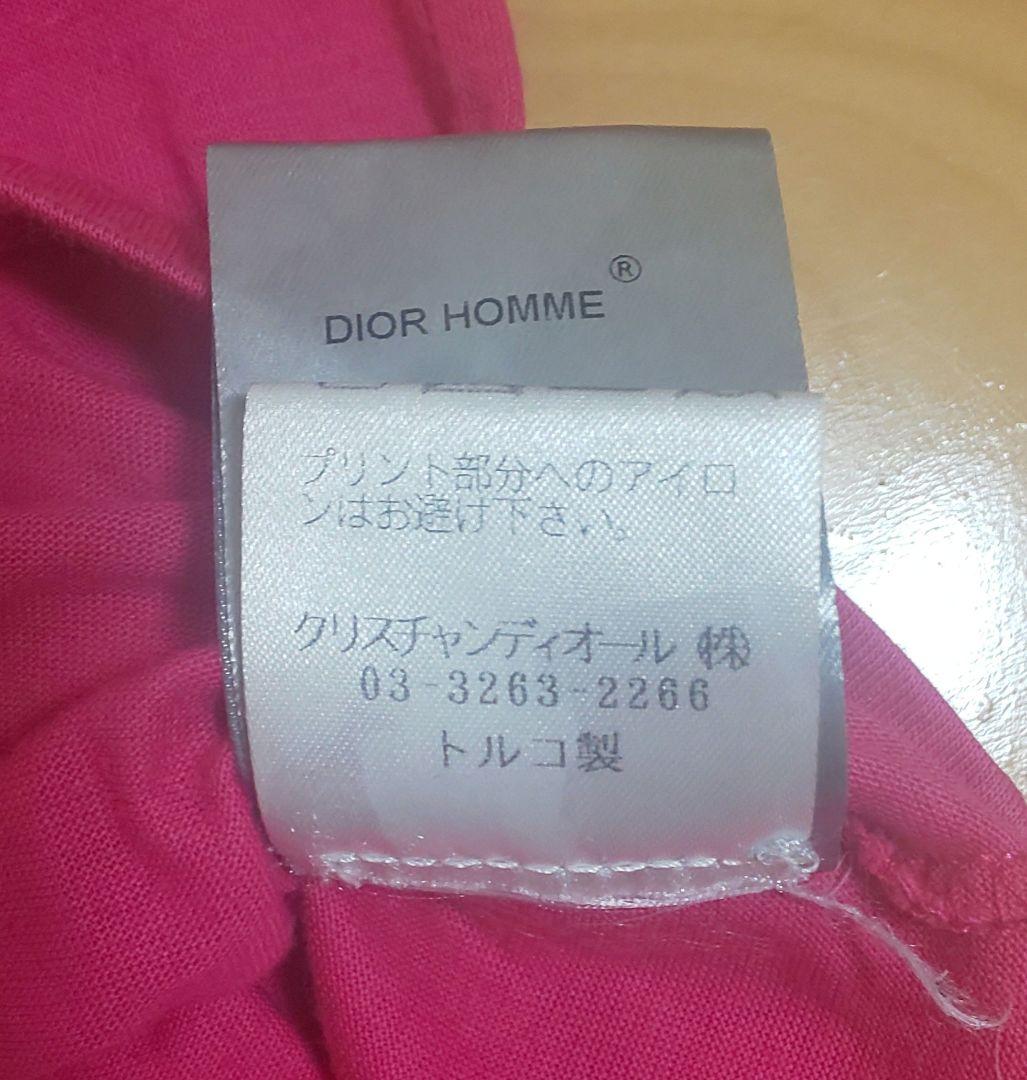 DIOR HOMME®
プリント部分へのアイロ
ンはお避け下さい。
クリスチャンディオール ㈱
03-3263-2266
トルコ製